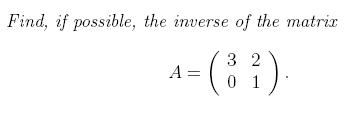 Find, if possible, the inverse of the matrix
A = ( 3 2
0 1 ) .